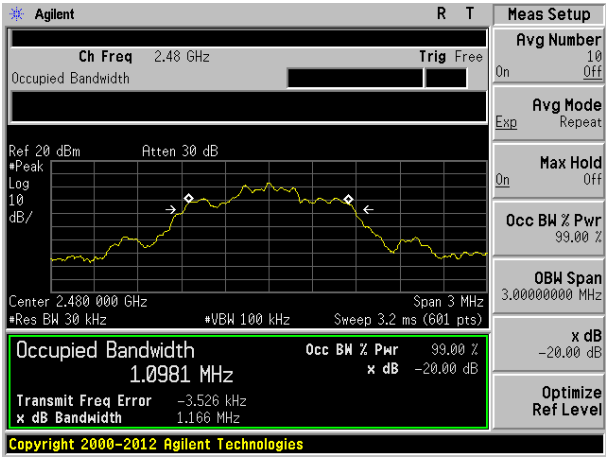 Agilent R T Meas Setup
Ch Freq 2.48 GHz Trig Free
Occupied Bandwidth
Avg Number
10
On Off
Avg Mode
Exp Repeat
Max Hold
On Off
Occ BW % Pwr
99.00 %
OBW Span
3.00000000 MHz
x dB
-20.00 dB
Optimize
Ref Level
Ref 20 dBm Atten 30 dB
#Peak
Log
10
dB/
Center 2.480 000 GHz Span 3 MHz
#Res BW 30 kHz #VBW 100 kHz Sweep 3.2 ms (601 pts)
Occupied Bandwidth Occ BW % Pwr 99.00 %
1.0981 MHz x dB -20.00 dB
Transmit Freq Error -3.526 kHz
x dB Bandwidth 1.166 MHz
Copyright 2000-2012 Agilent Technologies